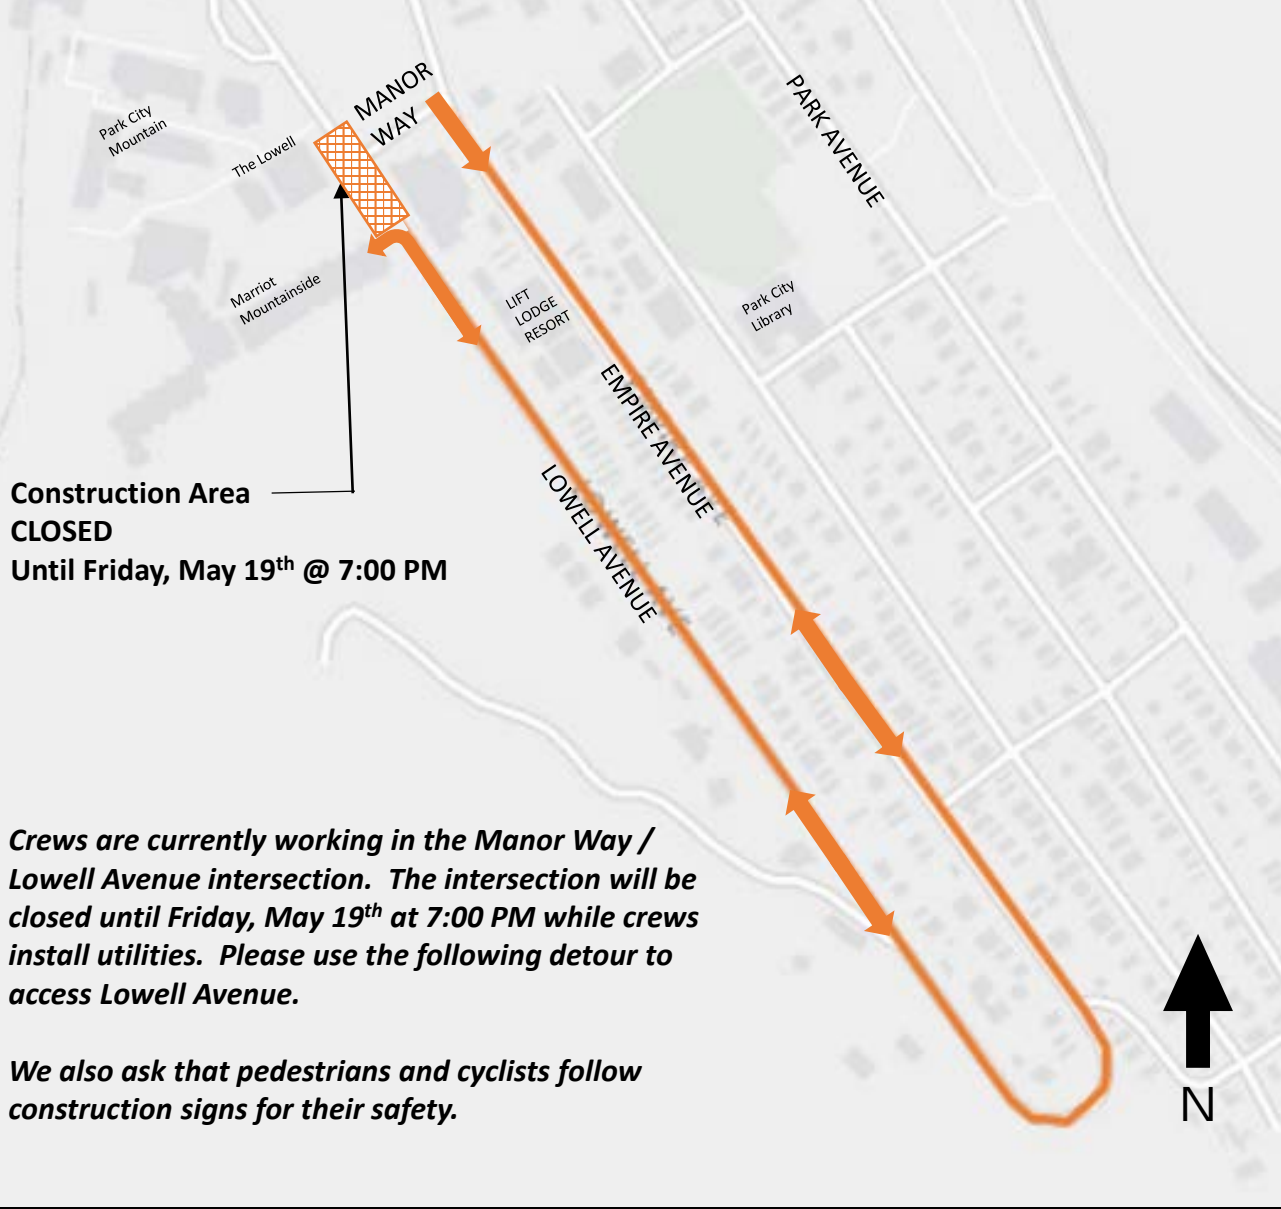 MANOR
WAY
PARK AVENUE
Park City
Mountain
The Lowell
Marriot
Mountainside
LIFT
LODGE
RESORT
Park City
Library
EMPIRE AVENUE
LOWELL AVENUE
Construction Area
CLOSED
Until Friday, May 19th @ 7:00 PM
Crews are currently working in the Manor Way /
Lowell Avenue intersection. The intersection will be
closed until Friday, May 19th at 7:00 PM while crews
install utilities. Please use the following detour to
access Lowell Avenue.
We also ask that pedestrians and cyclists follow
construction signs for their safety.
N